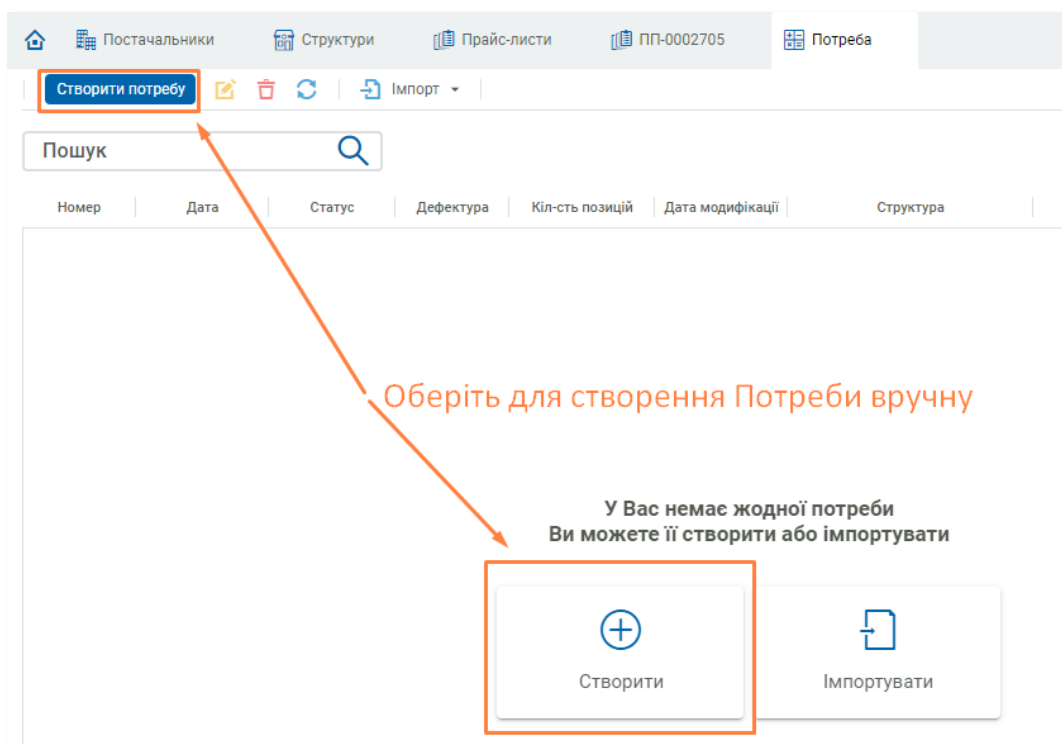 Постачальники Структури Прайс-листи ПП-0002705 Потреба
Створити потребу Імпорт
Пошук
Номер Дата Статус Дефектура Кіл-сть позицій Дата модифікації Структура
Оберіть для створення Потреби вручну
У Вас немає жодної потреби
Ви можете її створити або імпортувати
Створити Імпортувати